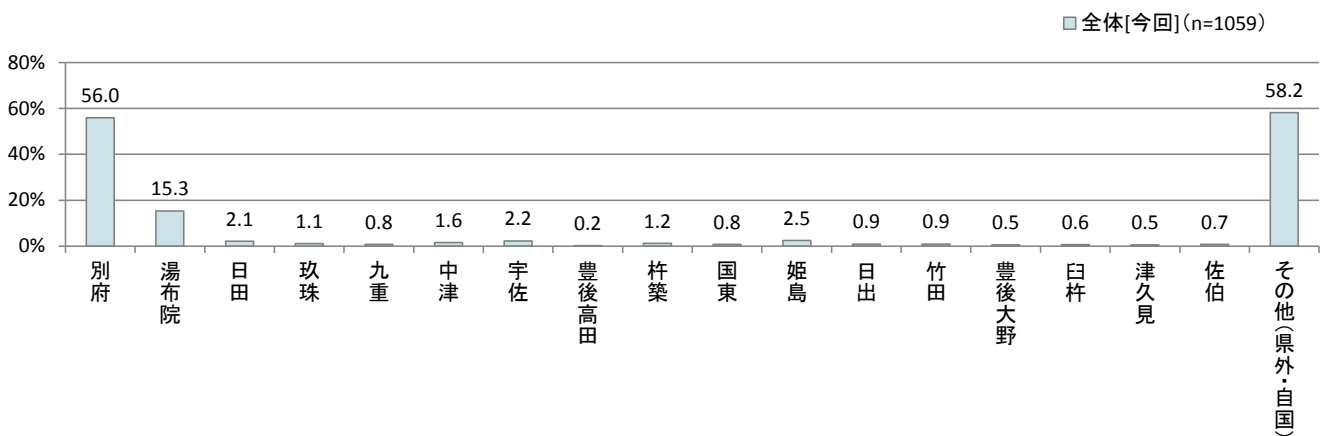 全体[今回](n=1059)
80%
60%
40%
20%
0%
56.0
15.3
2.1
1.1
0.8
1.6
2.2
0.2
1.2
0.8
2.5
0.9
0.9
0.5
0.6
0.5
0.7
58.2
別府
湯布院
日田
玖珠
九重
中津
宇佐
豊後高田
杵築
国東
姫島
日出
竹田
豊後大野
臼杵
津久見
佐伯
その他(県外・自国)